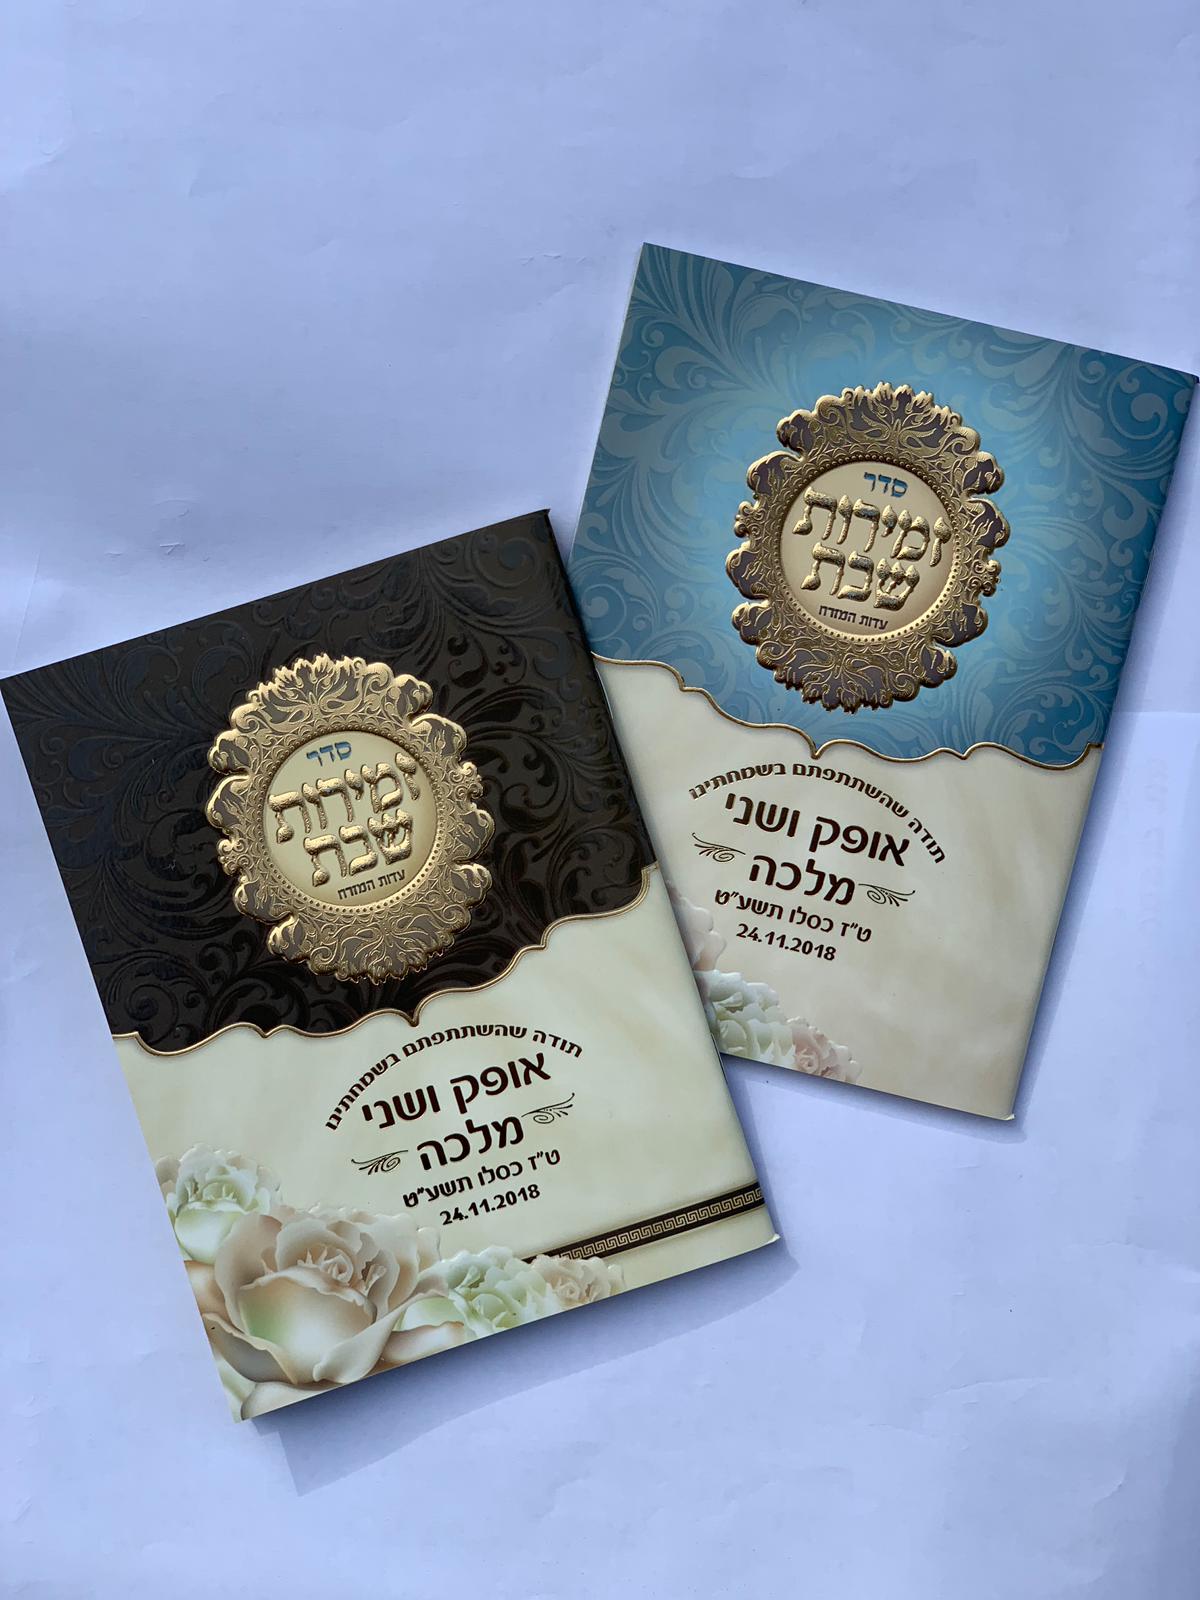 סדר
זמירות
שבת
עדות המזרח
תודה שהשתתפתם בשמחתינו
אופק ושני
מלכה
ט"ז כסלו תשע"ט
24.11.2018
סדר
זמירות
שבת
עדות המזרח
תודה שהשתתפתם בשמחתינו
אופק ושני
מלכה
ט"ז כסלו תשע"ט
24.11.2018